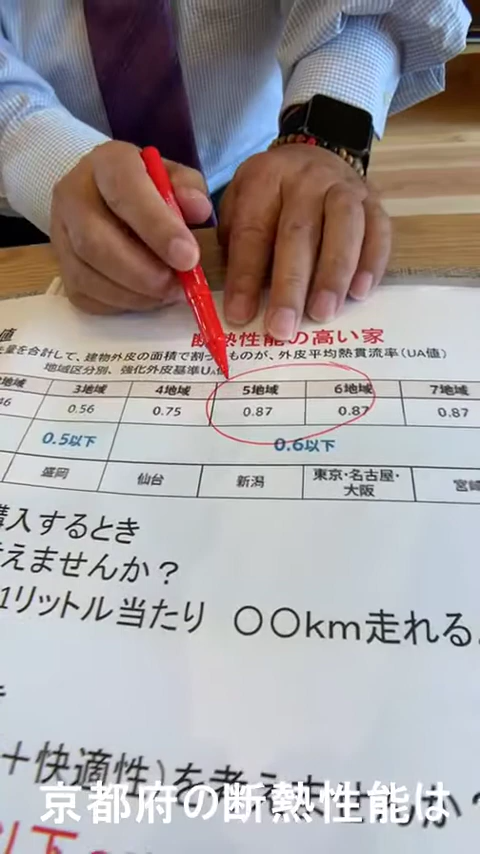 値
断熱性能の高い家
量を合計して、建物外皮の面積で割ったものが、外皮平均熱貫流率（UA値）
地域区分別、強化外皮基準UA値
地域 3地域 4地域 5地域 6地域 7地域
46 0.56 0.75 0.87 0.87 0.87
0.5以下 0.6以下
盛岡 仙台 新潟 東京・名古屋・大阪 宮崎
購入するとき
えませんか？
1リットル当たり 〇〇km走れる
＋快適性）を考え
京都府の断熱性能は
以下